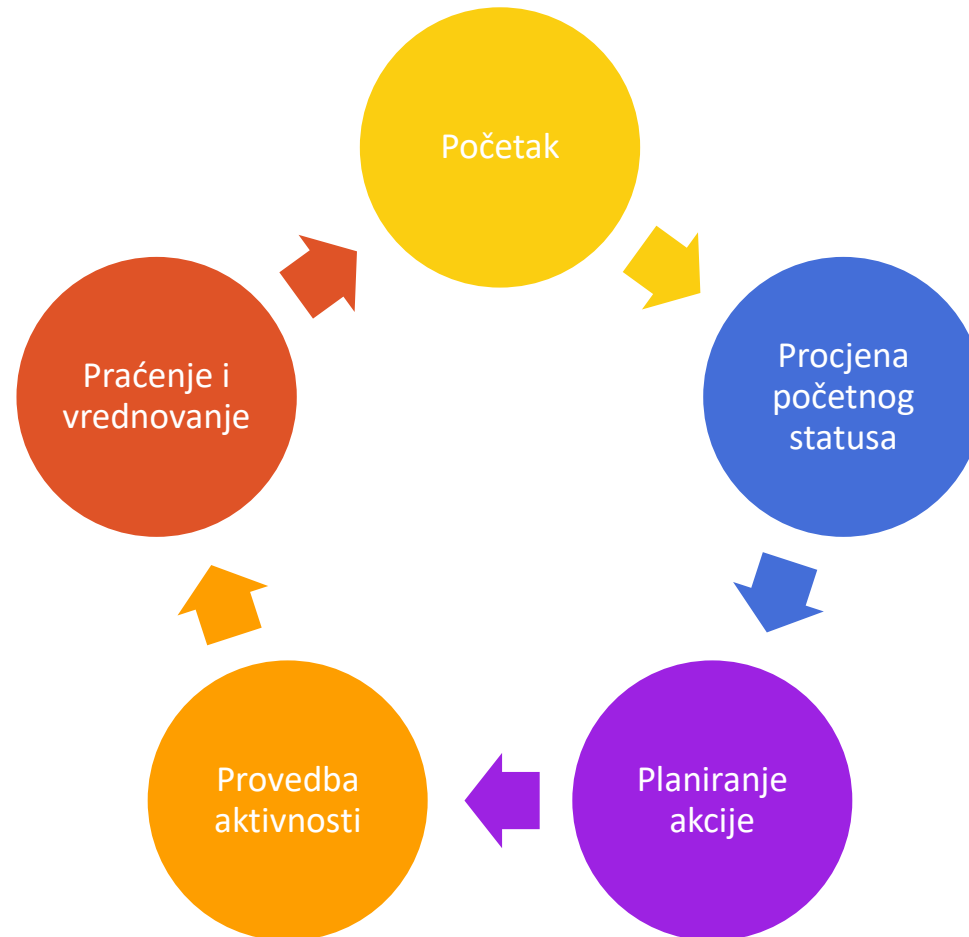 Početak
Procjena
početnog
statusa
Planiranje
akcije
Provedba
aktivnosti
Praćenje i
vrednovanje